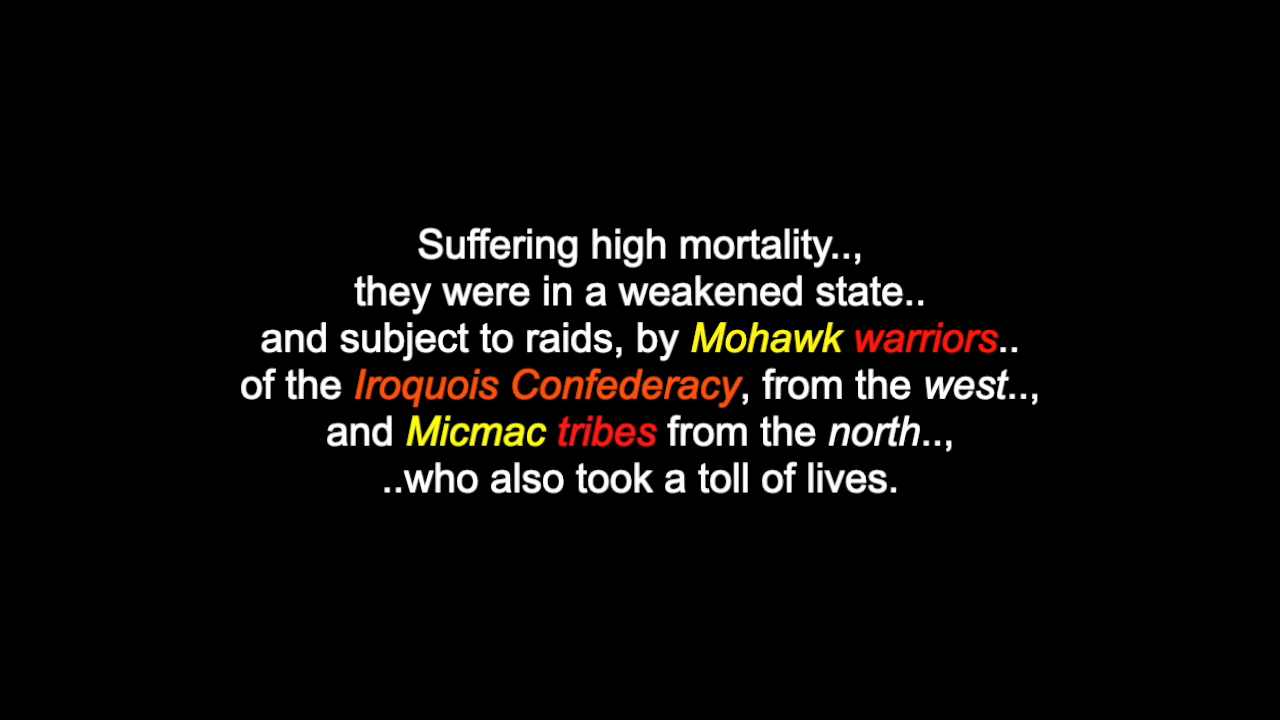 Suffering high mortality..,
they were in a weakened state..
and subject to raids, by Mohawk warriors..
of the Iroquois Confederacy, from the west..,
and Micmac tribes from the north..,
..who also took a toll of lives.